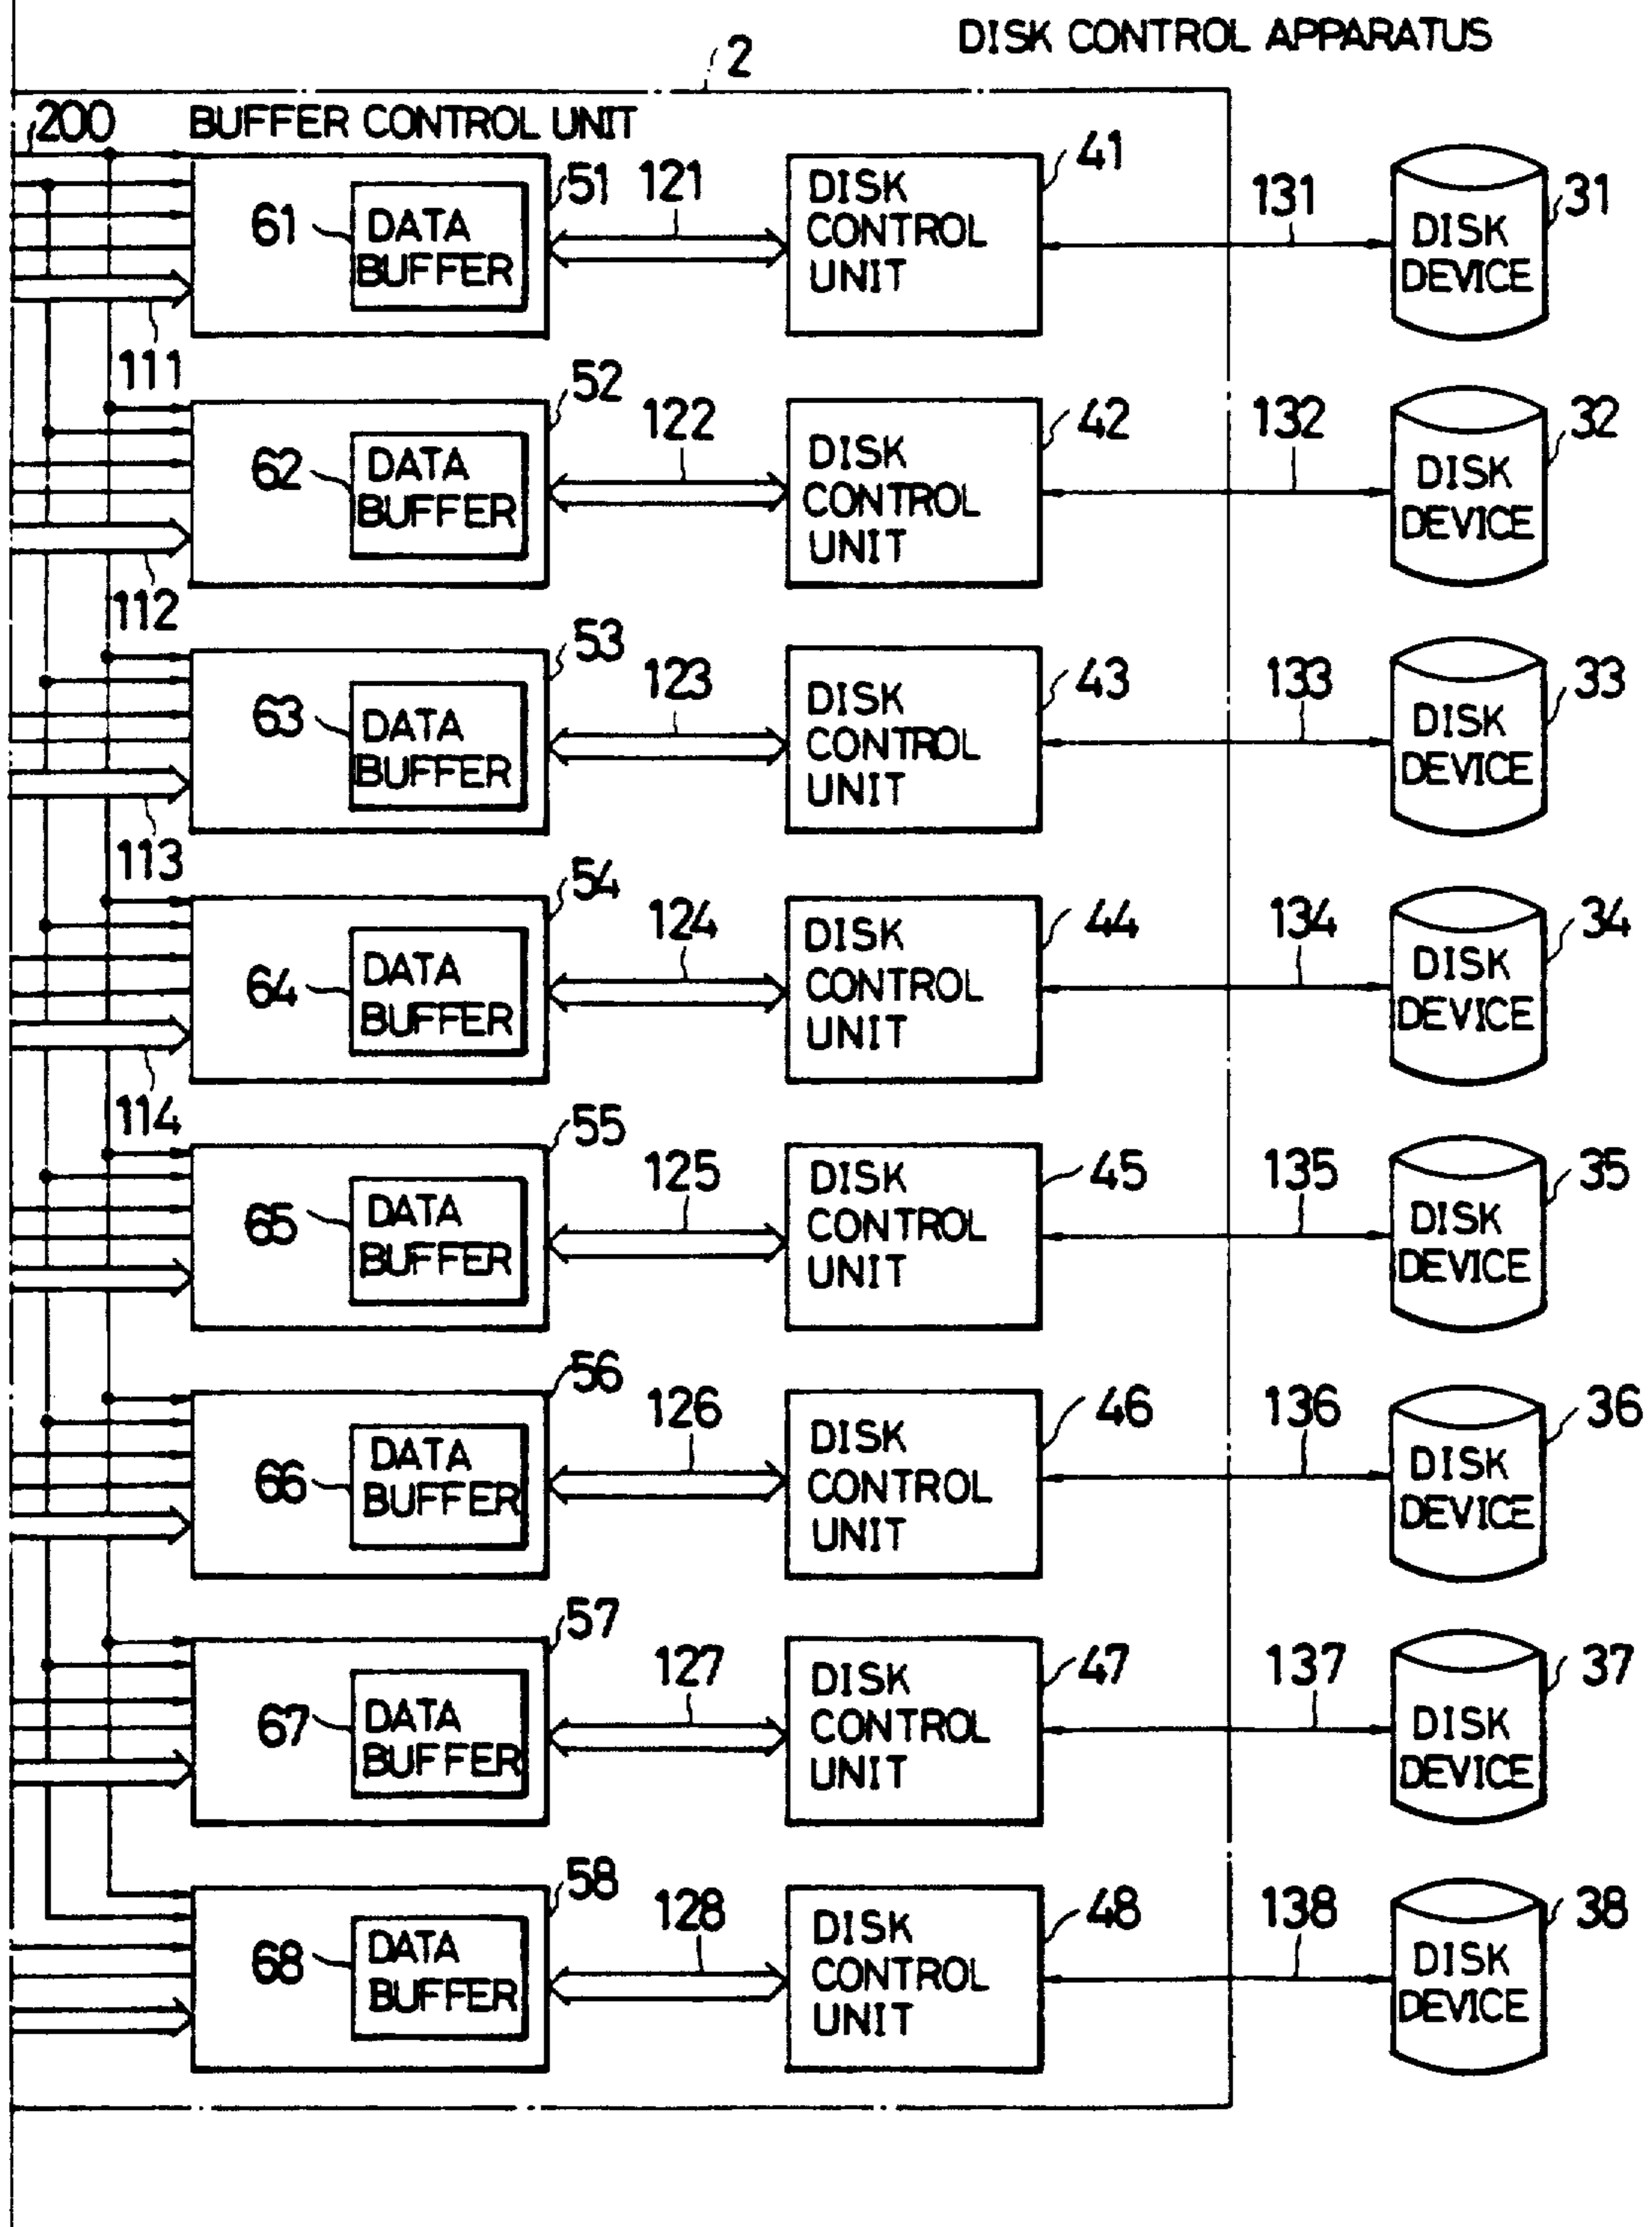 DISK CONTROL APPARATUS
2
200
BUFFER CONTROL UNIT
61
DATA
BUFFER
51
121
DISK
CONTROL
UNIT
41
131
DISK
DEVICE
31
111
62
DATA
BUFFER
52
122
DISK
CONTROL
UNIT
42
132
DISK
DEVICE
32
112
63
DATA
BUFFER
53
123
DISK
CONTROL
UNIT
43
133
DISK
DEVICE
33
113
64
DATA
BUFFER
54
124
DISK
CONTROL
UNIT
44
134
DISK
DEVICE
34
114
65
DATA
BUFFER
55
125
DISK
CONTROL
UNIT
45
135
DISK
DEVICE
35
66
DATA
BUFFER
56
126
DISK
CONTROL
UNIT
46
136
DISK
DEVICE
36
67
DATA
BUFFER
57
127
DISK
CONTROL
UNIT
47
137
DISK
DEVICE
37
68
DATA
BUFFER
58
128
DISK
CONTROL
UNIT
48
138
DISK
DEVICE
38